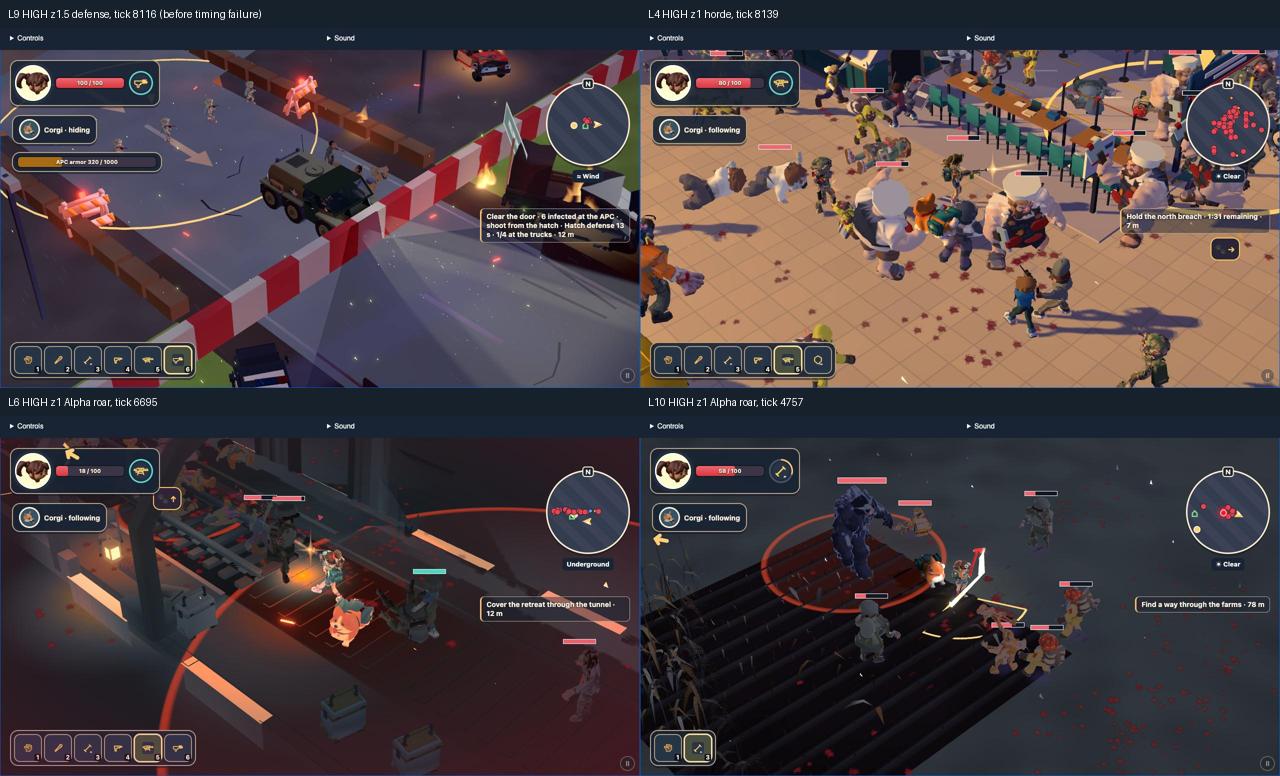 L9 HIGH z1.5 defense, tick 8116 (before timing failure)
Controls
Sound
100 / 100
Corgi · hiding
APC armor 320 / 1000
N
≈ Wind
Clear the door · 6 infected at the APC ·
shoot from the hatch · Hatch defense 13
s · 1/4 at the trucks · 12 m
1 2 3 4 5 6
L4 HIGH z1 horde, tick 8139
Controls
Sound
80 / 100
Corgi · following
N
Clear
Hold the north breach · 1:31 remaining ·
7 m
1 2 3 4 5
L6 HIGH z1 Alpha roar, tick 6695
Controls
Sound
18 / 100
Corgi · following
N
Underground
Cover the retreat through the tunnel ·
12 m
1 2 3 4 5 6
L10 HIGH z1 Alpha roar, tick 4757
Controls
Sound
58 / 100
Corgi · following
N
Clear
Find a way through the farms · 78 m
1 3